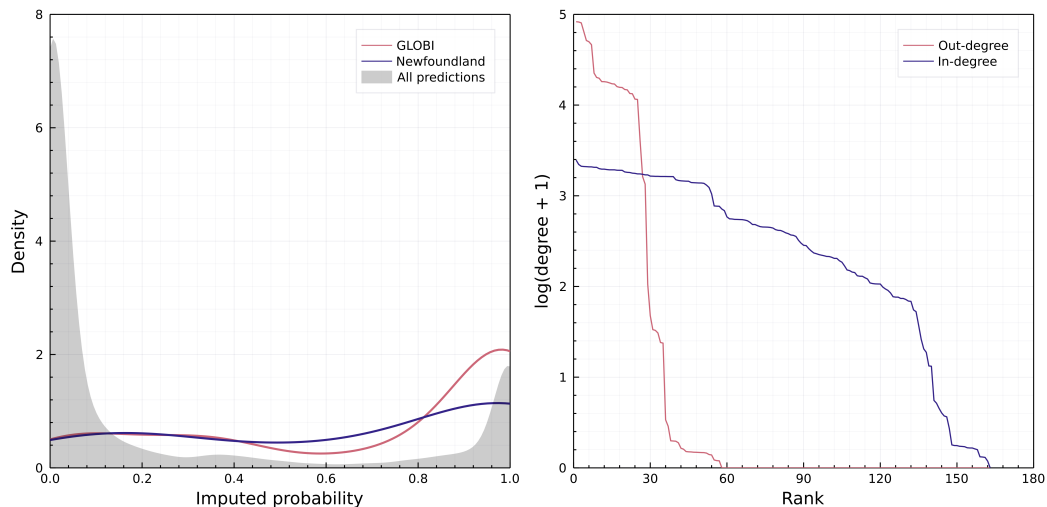 8
6
4
2
0
0.0
0.2
0.4
0.6
0.8
1.0
Density
Imputed probability
GLOBI
Newfoundland
All predictions
5
4
3
2
1
0
0
30
60
90
120
150
180
log(degree + 1)
Rank
Out-degree
In-degree